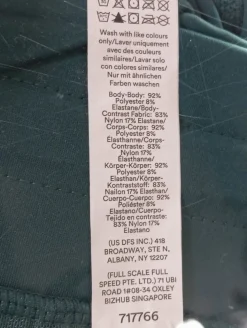 Wash with like colours
only/Laver uniquement
avec des couleurs
similaires/Lavar solo
con colores similares/
Nur mit ähnlichen
Farben waschen
Body-Body: 92%
Polyester 8%
Elastane/Body-
Contrast Fabric: 83%
Nylon 17% Elastane/
Corps-Corps: 92%
Polyester 8%
Élasthanne/Corps-
Tissu contrasté: 83%
Nylon 17%
Élasthanne/
Körper-Körper: 92%
Polyester 8%
Elasthan/Körper-
Kontraststoff: 83%
Nailon 17% Elasthan/
Cuerpo-Cuerpo: 92%
Poliéster 8%
Elastano/Cuerpo-
Tejido en contraste:
83% Nylon 17%
Elastano
(US DFS INC.) 418
BROADWAY, STE N,
ALBANY, NY 12207
(FULL SCALE FULL
SPEED PTE. LTD.) 71 UBI
ROAD 1 #08-34 OXLEY
BIZHUB SINGAPORE
717766